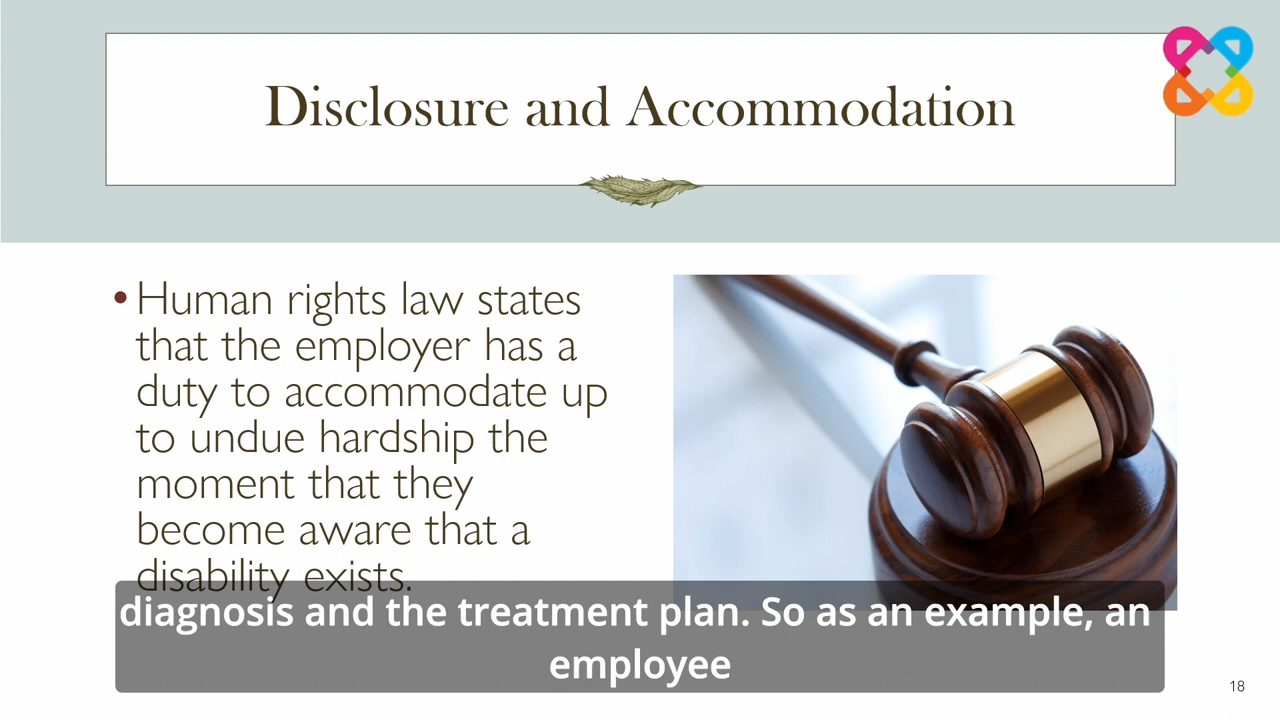 Disclosure and Accommodation
• Human rights law states
that the employer has a
duty to accommodate up
to undue hardship the
moment that they
become aware that a
disability exists.
diagnosis and the treatment plan. So as an example, an
employee
18